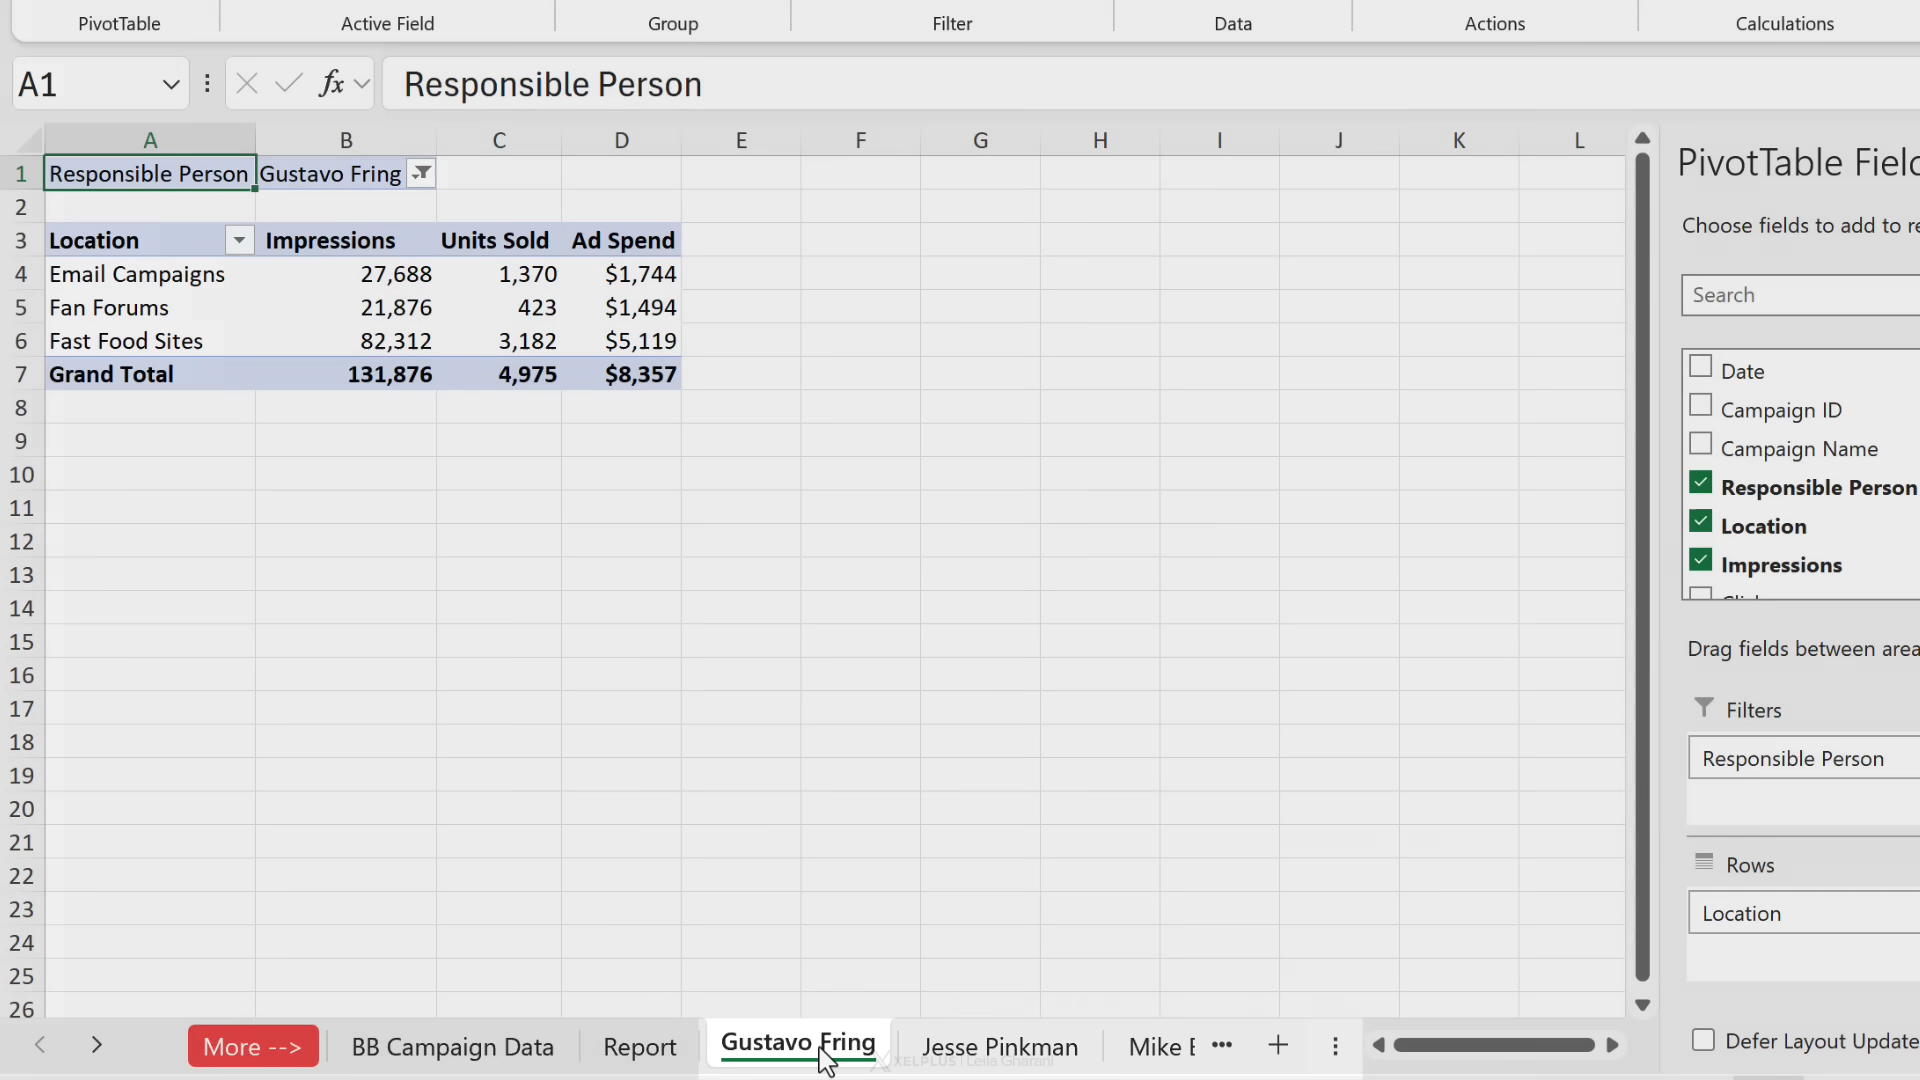 PivotTable Active Field Group Filter Data Actions Calculations
A1 fx Responsible Person
A B C D E F G H I J K L
1 Responsible Person Gustavo Fring
2
3 Location Impressions Units Sold Ad Spend
4 Email Campaigns 27,688 1,370 $1,744
5 Fan Forums 21,876 423 $1,494
6 Fast Food Sites 82,312 3,182 $5,119
7 Grand Total 131,876 4,975 $8,357
8
9
10
11
12
13
14
15
16
17
18
19
20
21
22
23
24
25
26
PivotTable Field
Choose fields to add to re
Search
Date
Campaign ID
Campaign Name
Responsible Person
Location
Impressions
Drag fields between area
Filters
Responsible Person
Rows
Location
Defer Layout Update
More --> BB Campaign Data Report Gustavo Fring Jesse Pinkman Mike E
XELPLUS | Leila Gharani